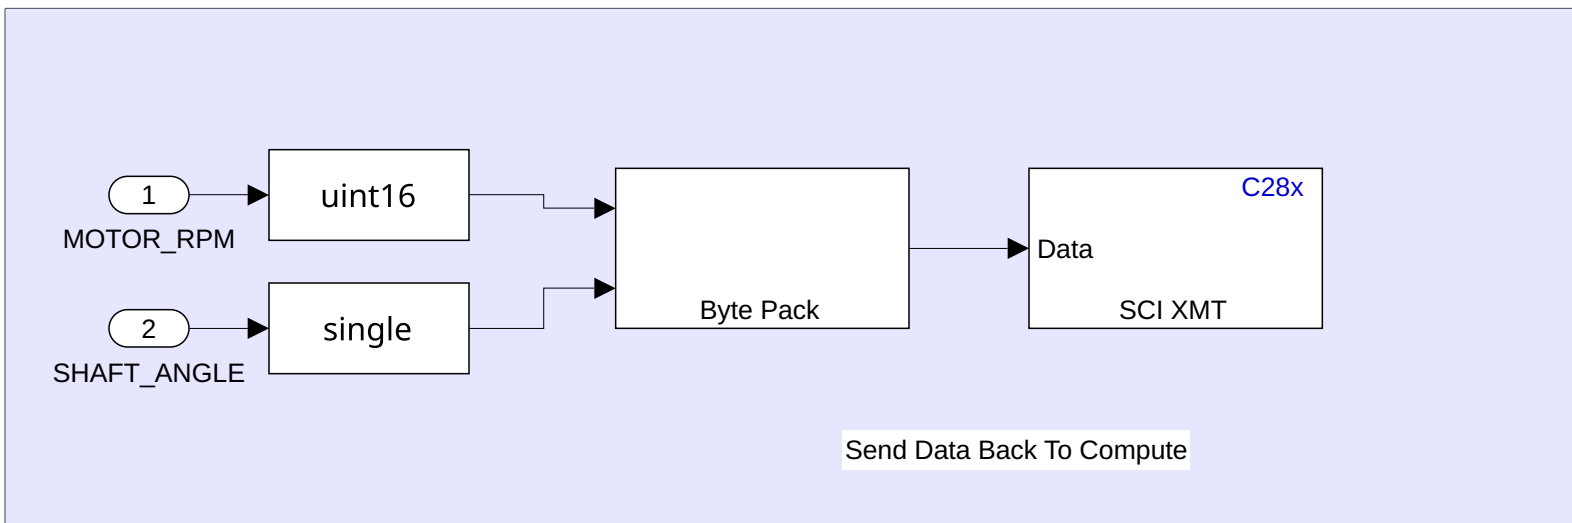 1
MOTOR_RPM
uint16
2
SHAFT_ANGLE
single
Byte Pack
C28x
Data
SCI XMT
Send Data Back To Compute